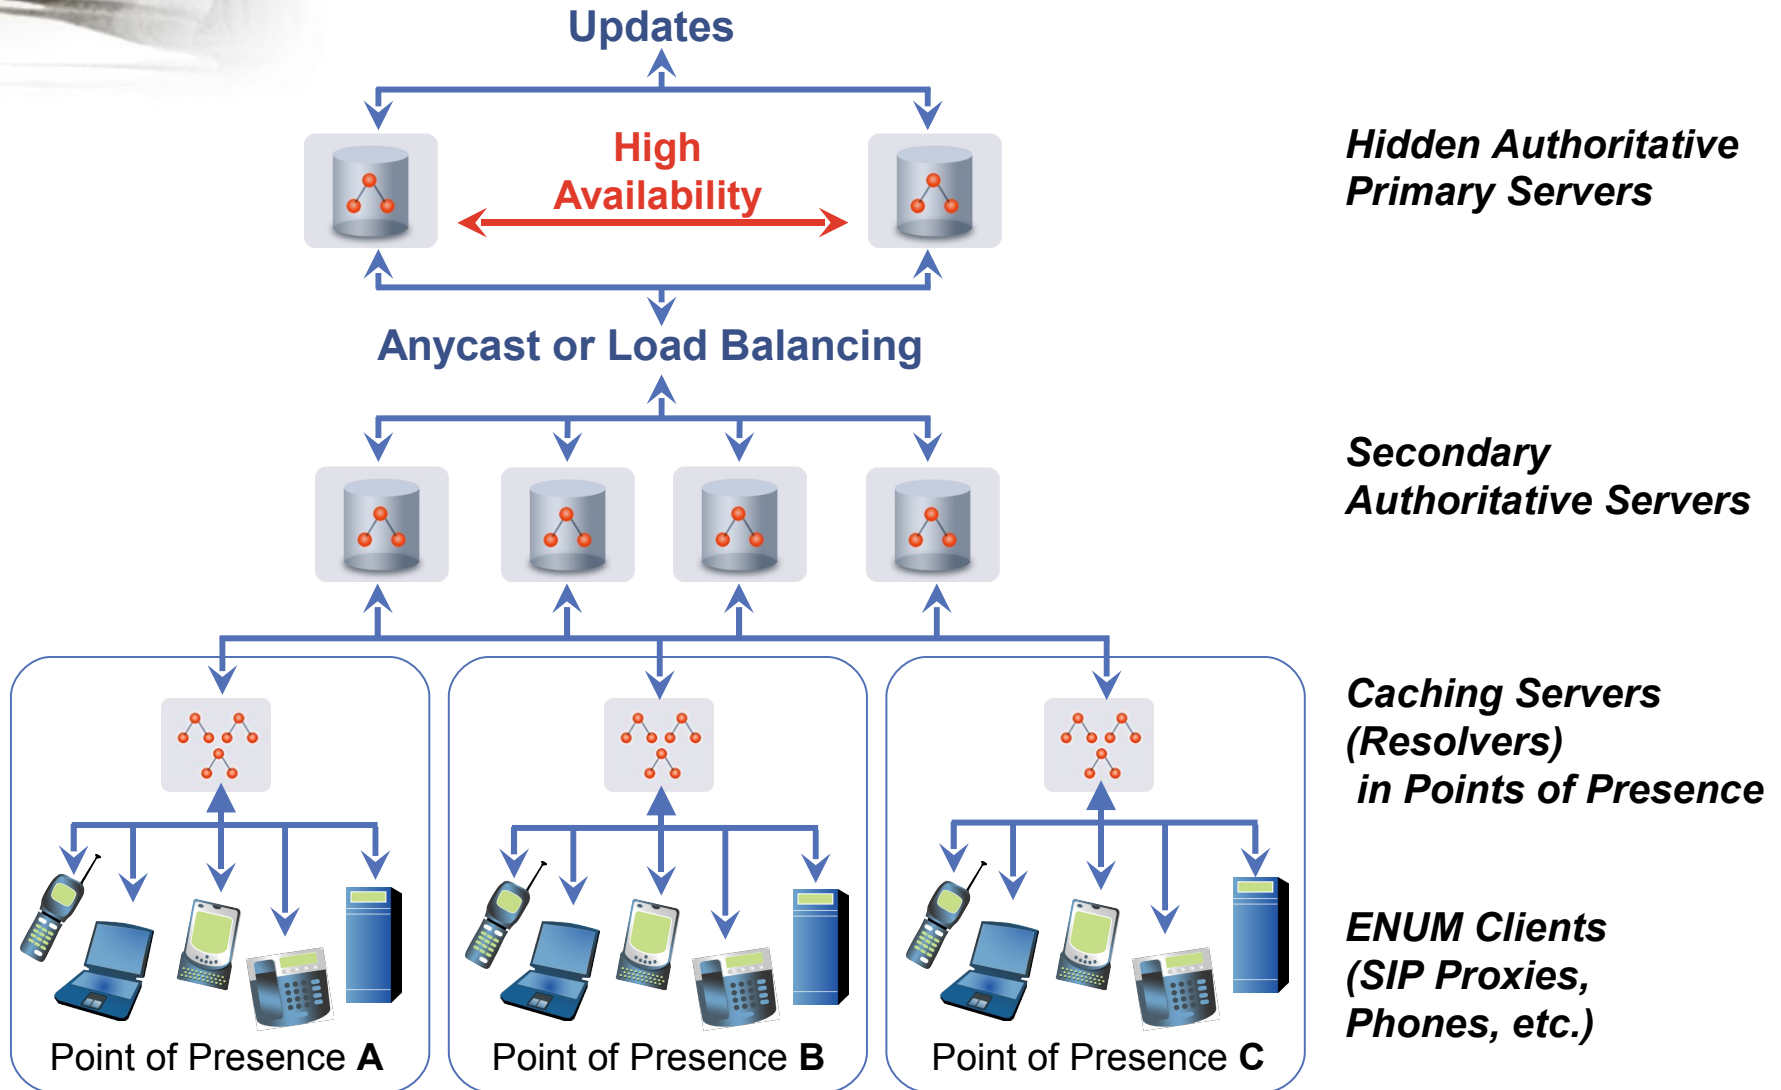 Updates
High
Availability
Hidden Authoritative
Primary Servers
Anycast or Load Balancing
Secondary
Authoritative Servers
Caching Servers
(Resolvers)
in Points of Presence
ENUM Clients
(SIP Proxies,
Phones, etc.)
Point of Presence A
Point of Presence B
Point of Presence C